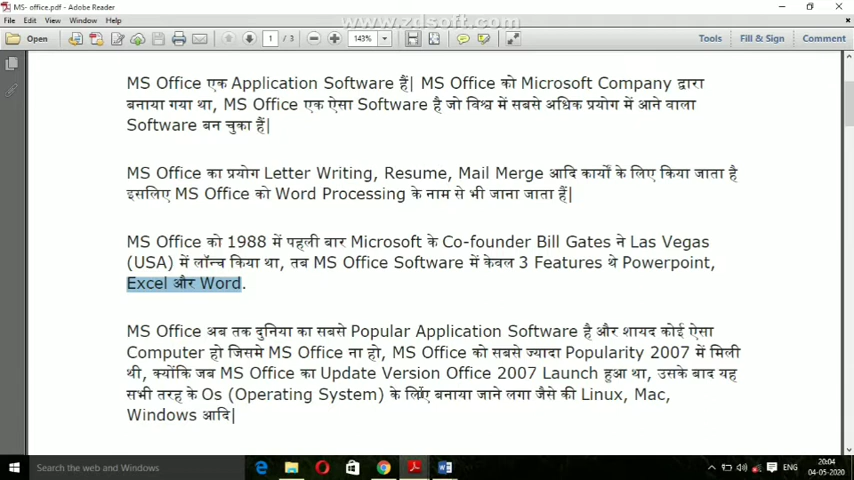 MS- office.pdf - Adobe Reader
www.zdsoft.com
File Edit View Window Help
Open 1 / 3 143% Tools Fill & Sign Comment
MS Office एक Application Software हैं| MS Office को Microsoft Company द्वारा
बनाया गया था, MS Office एक ऐसा Software है जो विश्व में सबसे अधिक प्रयोग में आने वाला
Software बन चुका हैं|
MS Office का प्रयोग Letter Writing, Resume, Mail Merge आदि कार्यों के लिए किया जाता है
इसलिए MS Office को Word Processing के नाम से भी जाना जाता हैं|
MS Office को 1988 में पहली बार Microsoft के Co-founder Bill Gates ने Las Vegas
(USA) में लॉन्च किया था, तब MS Office Software में केवल 3 Features थे Powerpoint,
Excel और Word.
MS Office अब तक दुनिया का सबसे Popular Application Software है और शायद कोई ऐसा
Computer हो जिसमे MS Office ना हो, MS Office को सबसे ज्यादा Popularity 2007 में मिली
थी, क्योंकि जब MS Office का Update Version Office 2007 Launch हुआ था, उसके बाद यह
सभी तरह के Os (Operating System) के लिए बनाया जाने लगा जैसे की Linux, Mac,
Windows आदि|
Search the web and Windows
ENG
20:04
04-05-2020